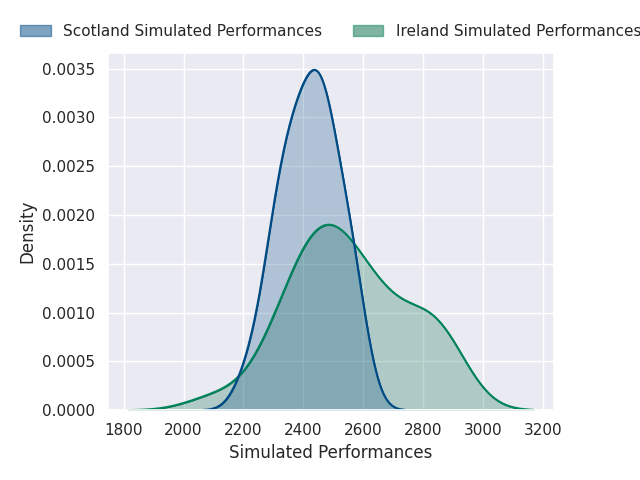 Scotland Simulated Performances
Ireland Simulated Performances
0.0035
0.0030
0.0025
0.0020
0.0015
0.0010
0.0005
0.0000
Density
1800 2000 2200 2400 2600 2800 3000 3200
Simulated Performances